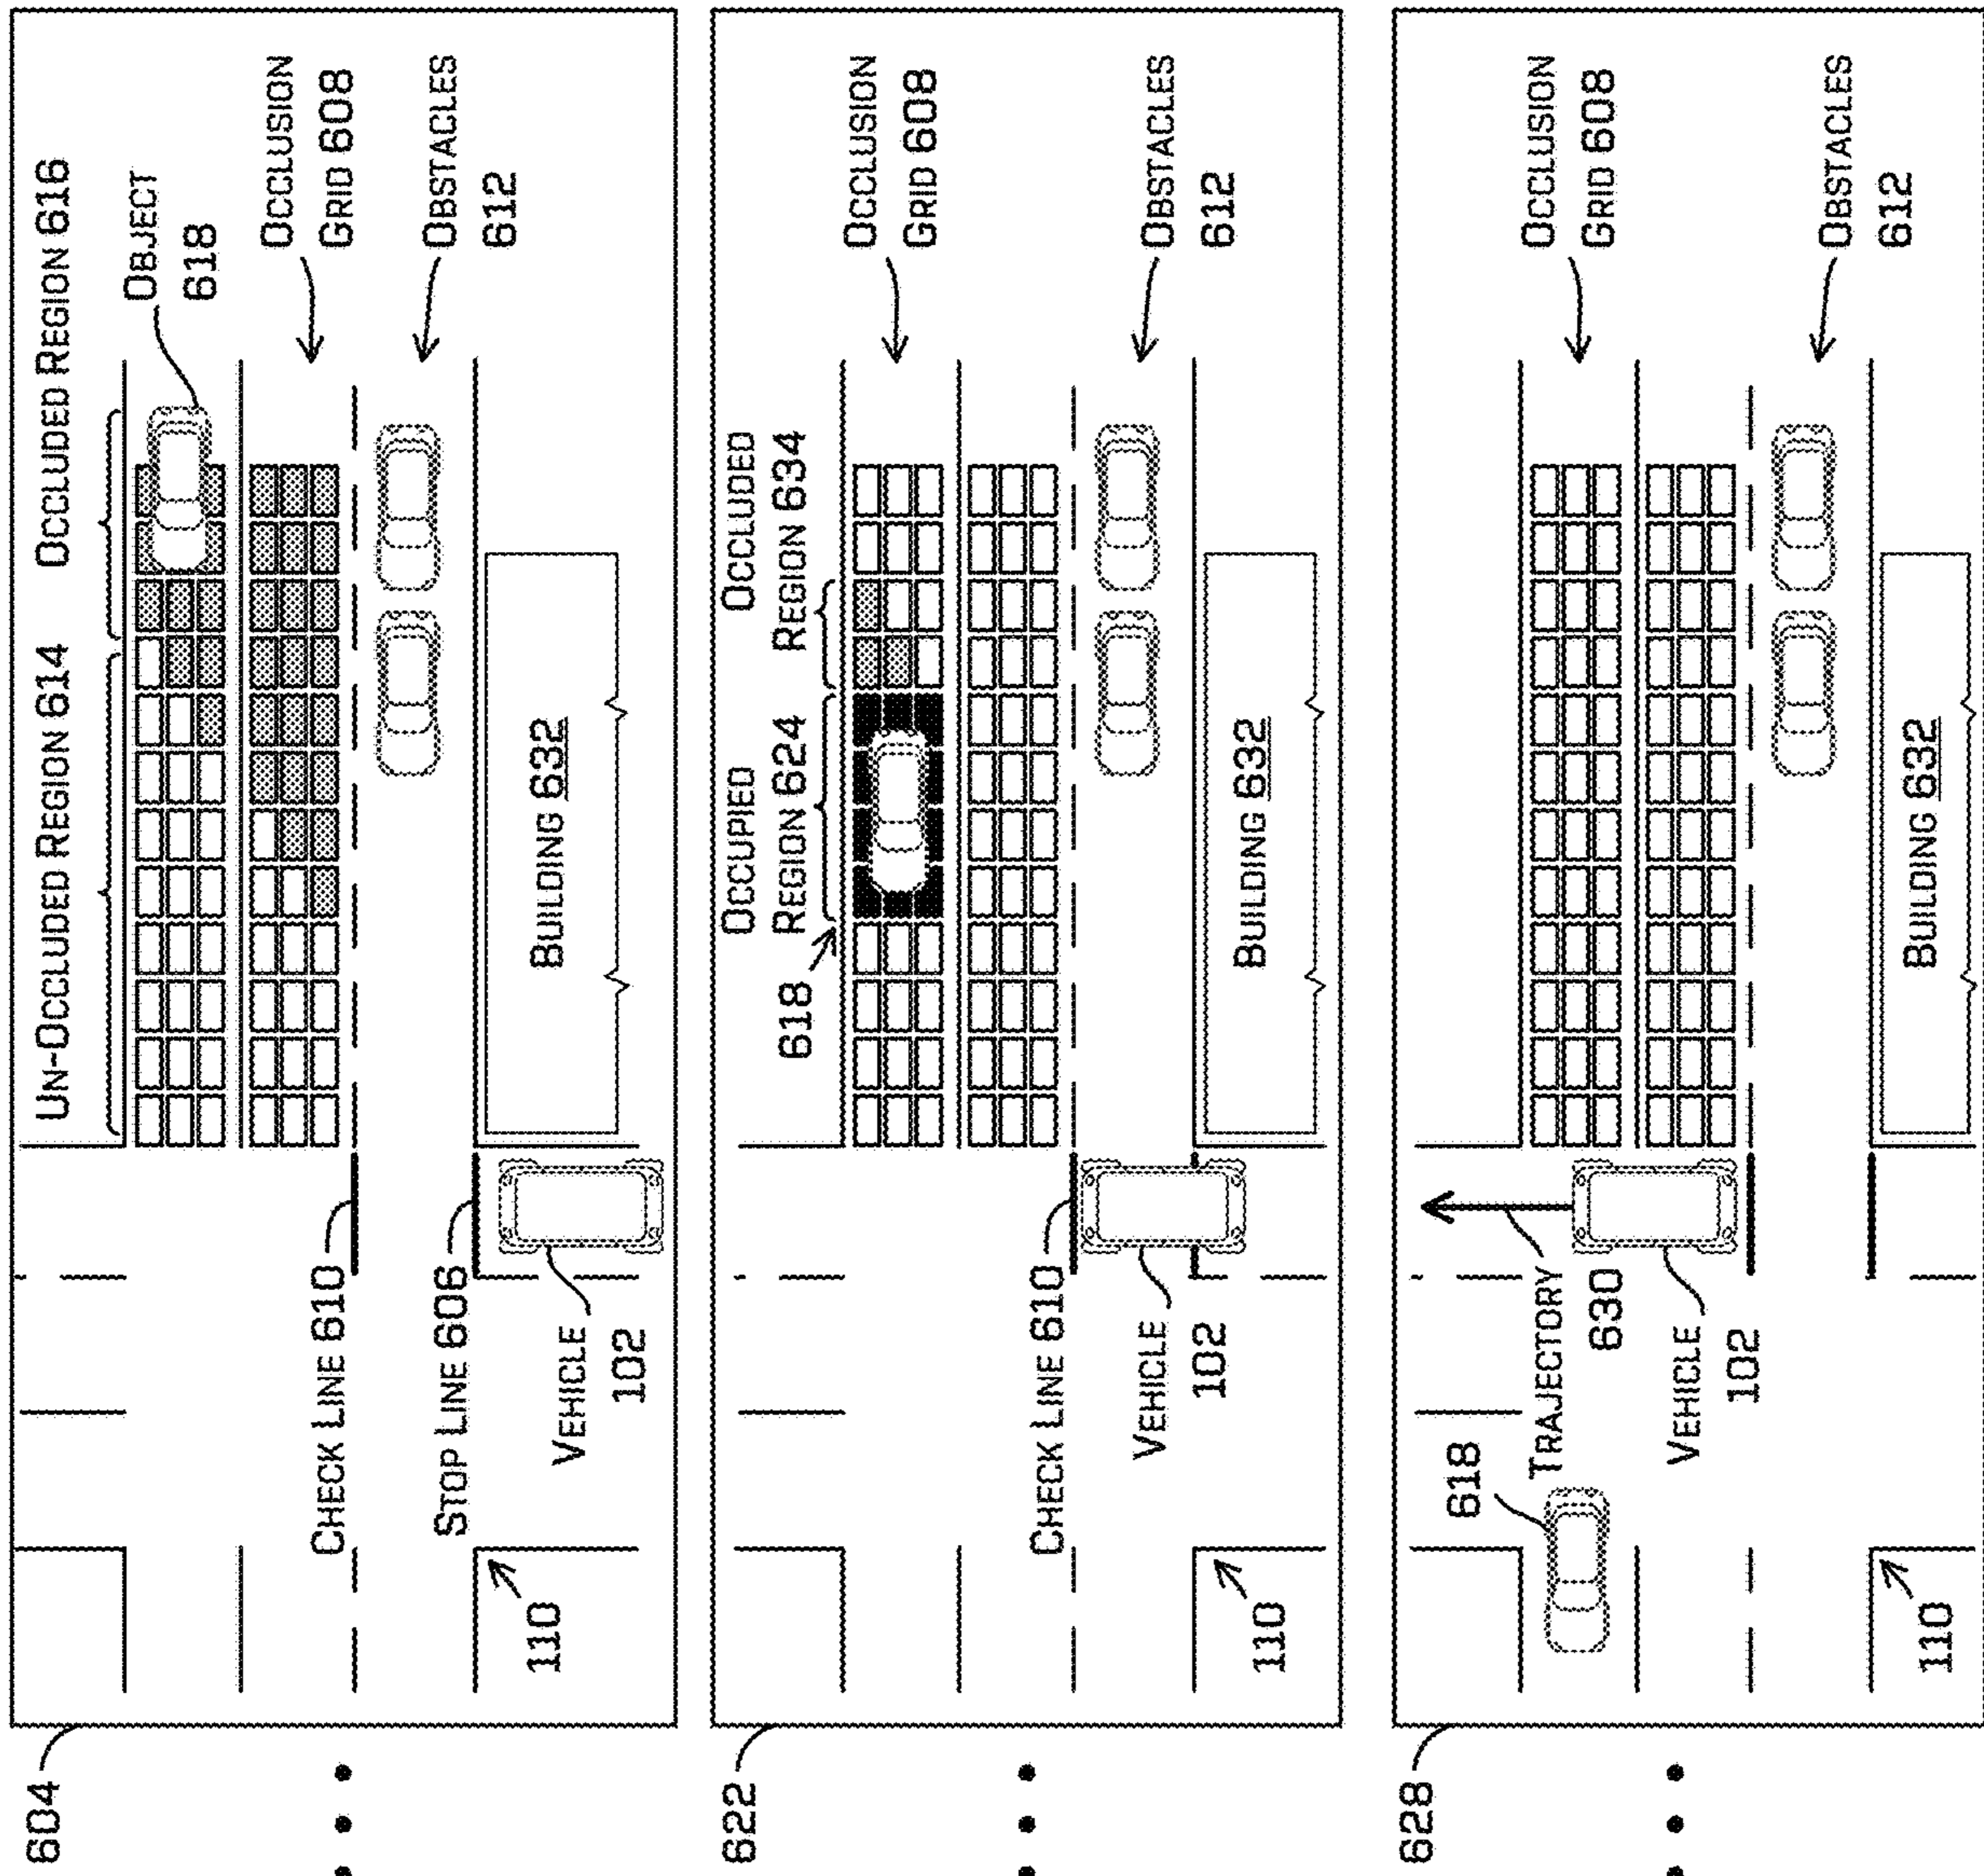 604
UN-OCCLUDED REGION 614
OCCLUDED REGION 616
OBJECT
618
OCCLUSION
GRID 608
OBSTACLES
612
CHECK LINE 610
STOP LINE 606
VEHICLE
102
BUILDING 632
110
622
OCCUPIED
REGION 624
OCCLUDED
REGION 634
618
OCCLUSION
GRID 608
OBSTACLES
612
CHECK LINE 610
VEHICLE
102
BUILDING 632
110
628
OCCLUSION
GRID 608
OBSTACLES
612
618
TRAJECTORY
630
VEHICLE
102
BUILDING 632
110